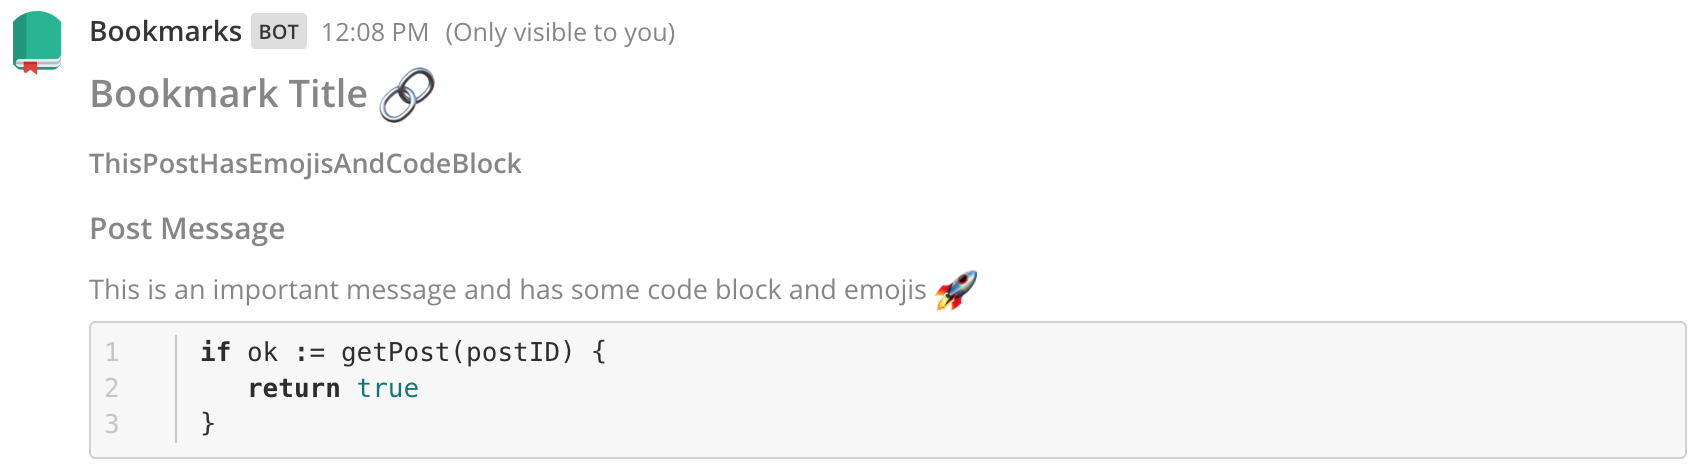 Bookmarks BOT 12:08 PM (Only visible to you)
Bookmark Title 🔗
ThisPostHasEmojisAndCodeBlock
Post Message
This is an important message and has some code block and emojis 🚀
1 if ok := getPost(postID) {
2    return true
3 }